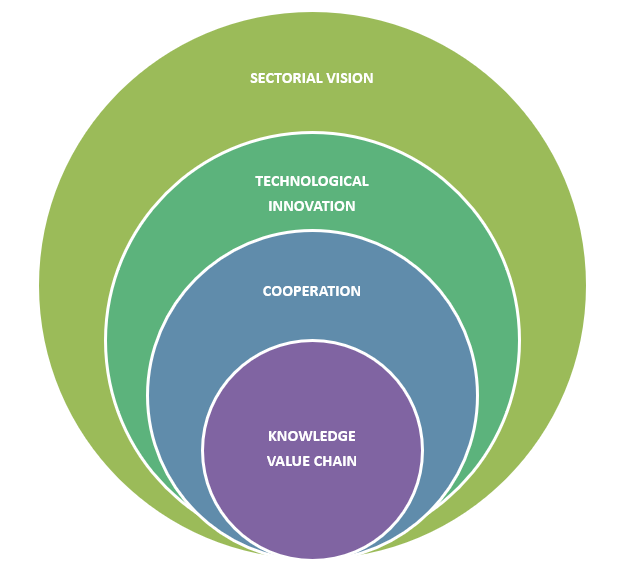 SECTORIAL VISION
TECHNOLOGICAL
INNOVATION
COOPERATION
KNOWLEDGE
VALUE CHAIN